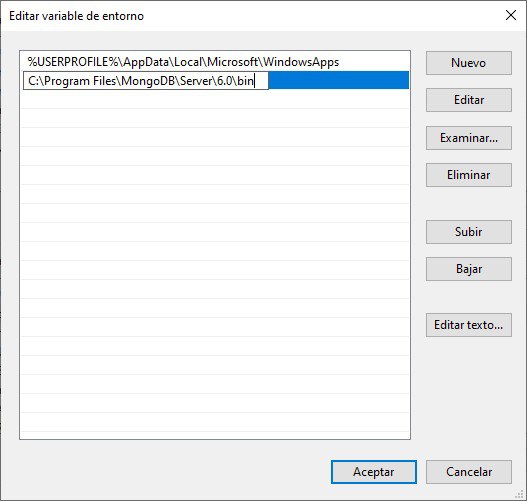 Editar variable de entorno
%USERPROFILE%\AppData\Local\Microsoft\WindowsApps
C:\Program Files\MongoDB\Server\6.0\bin
Nuevo
Editar
Examinar...
Eliminar
Subir
Bajar
Editar texto...
Aceptar
Cancelar